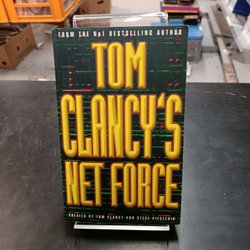 FROM THE No1 BESTSELLING AUTHOR
TOM
CLANCY'S
NET FORCE
CREATED BY TOM CLANCY AND STEVE PIECZENIK